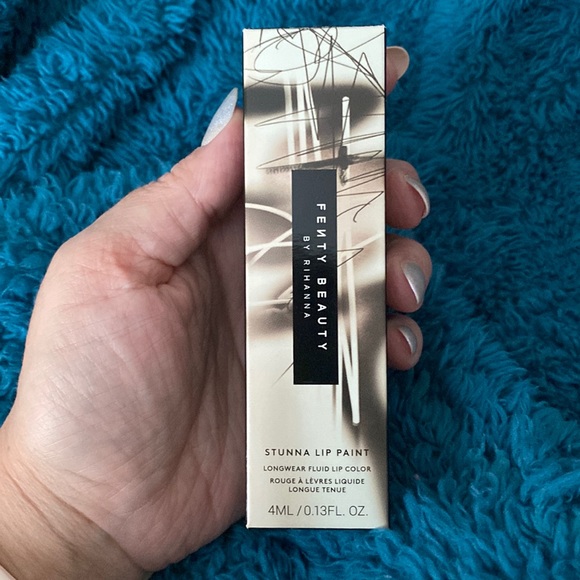 FEИTY BEAUTY
BY RIHANNA
STUNNA LIP PAINT
LONGWEAR FLUID LIP COLOR
ROUGE À LÈVRES LIQUIDE
LONGUE TENUE
4ML / 0.13FL. OZ.